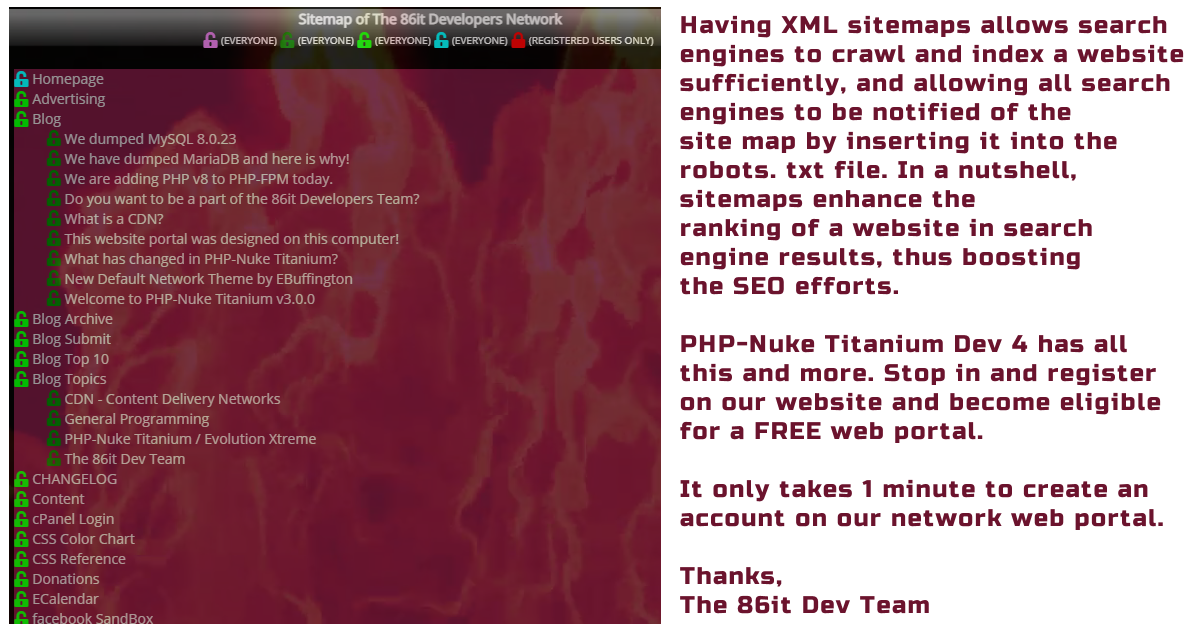 Sitemap of The 86it Developers Network
(EVERYONE) (EVERYONE) (EVERYONE) (EVERYONE) (REGISTERED USERS ONLY)
Homepage
Advertising
Blog
We dumped MySQL 8.0.23
We have dumped MariaDB and here is why!
We are adding PHP v8 to PHP-FPM today.
Do you want to be a part of the 86it Developers Team?
What is a CDN?
This website portal was designed on this computer!
What has changed in PHP-Nuke Titanium?
New Default Network Theme by EBuffington
Welcome to PHP-Nuke Titanium v3.0.0
Blog Archive
Blog Submit
Blog Top 10
Blog Topics
CDN - Content Delivery Networks
General Programming
PHP-Nuke Titanium / Evolution Xtreme
The 86it Dev Team
CHANGELOG
Content
cPanel Login
CSS Color Chart
CSS Reference
Donations
ECalendar
facebook SandBox
Having XML sitemaps allows search
engines to crawl and index a website
sufficiently, and allowing all search
engines to be notified of the
site map by inserting it into the
robots. txt file. In a nutshell,
sitemaps enhance the
ranking of a website in search
engine results, thus boosting
the SEO efforts.
PHP-Nuke Titanium Dev 4 has all
this and more. Stop in and register
on our website and become eligible
for a FREE web portal.
It only takes 1 minute to create an
account on our network web portal.
Thanks,
The 86it Dev Team